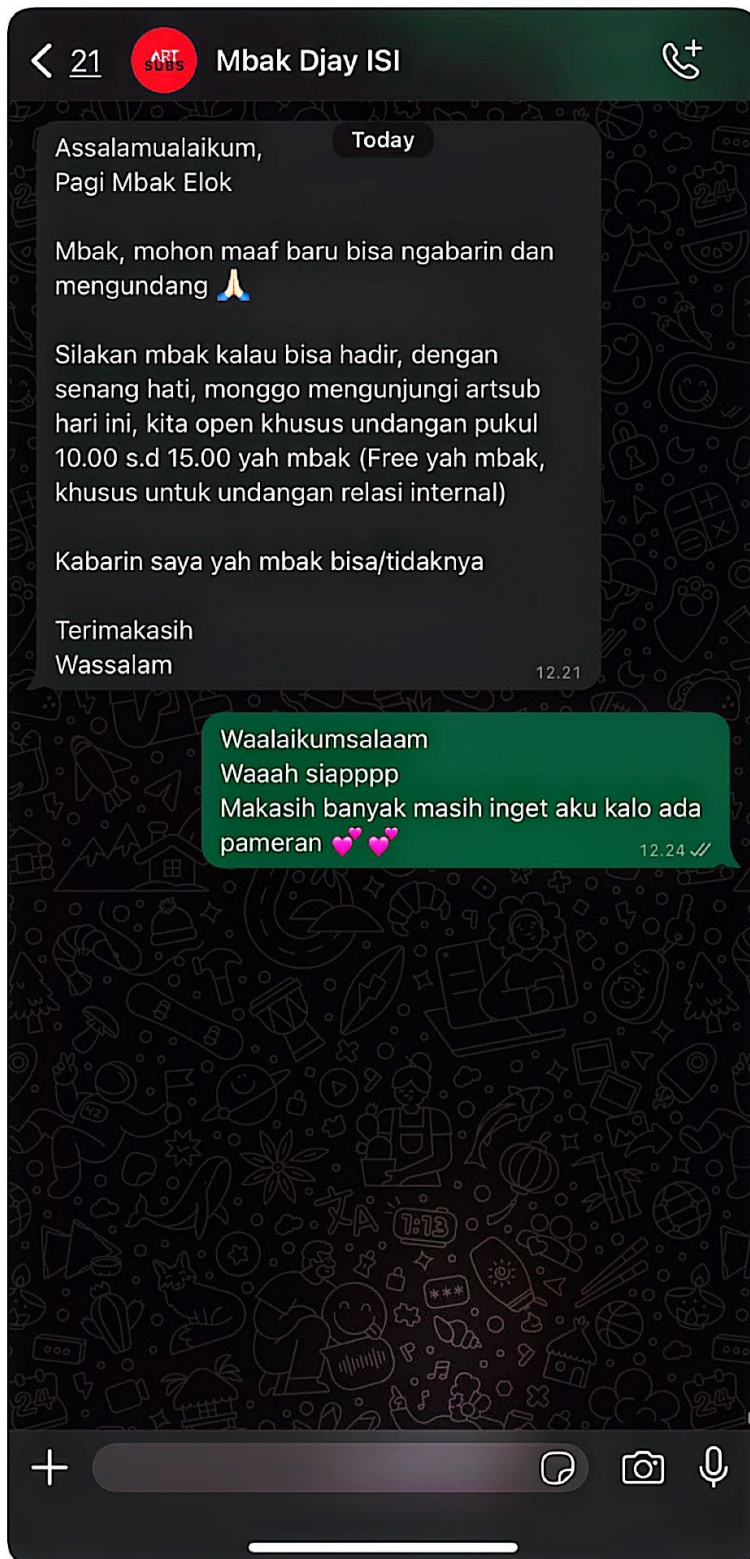 21
ART
SUBS
Mbak Djay ISI
Today
Assalamualaikum,
Pagi Mbak Elok
Mbak, mohon maaf baru bisa ngabarin dan
mengundang 🙏🏻
Silakan mbak kalau bisa hadir, dengan
senang hati, monggo mengunjungi artsub
hari ini, kita open khusus undangan pukul
10.00 s.d 15.00 yah mbak (Free yah mbak,
khusus untuk undangan relasi internal)
Kabarin saya yah mbak bisa/tidaknya
Terimakasih
Wassalam
12.21
Waalaikumsalaam
Waaah siapppp
Makasih banyak masih inget aku kalo ada
pameran 💕 💕
12.24